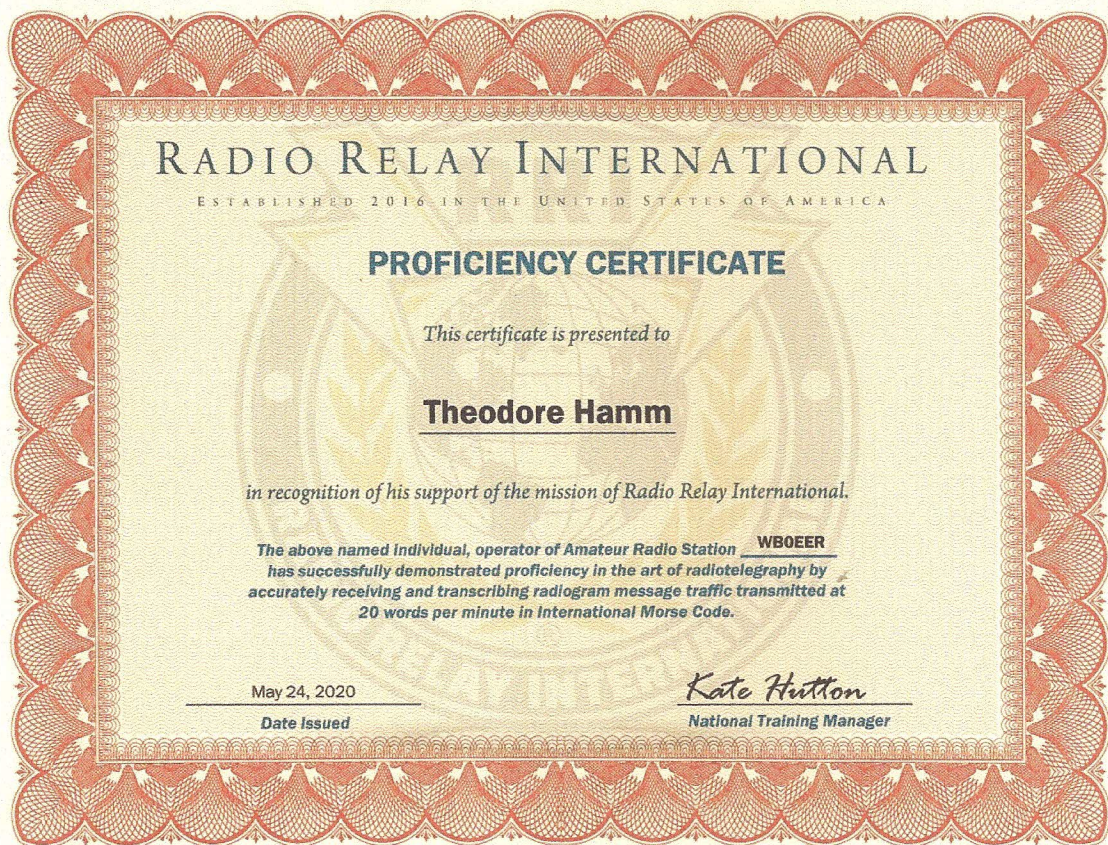 RADIO RELAY INTERNATIONAL
ESTABLISHED 2016 IN THE UNITED STATES OF AMERICA
PROFICIENCY CERTIFICATE
This certificate is presented to
Theodore Hamm
in recognition of his support of the mission of Radio Relay International.
The above named individual, operator of Amateur Radio Station WB0EER
has successfully demonstrated proficiency in the art of radiotelegraphy by
accurately receiving and transcribing radiogram message traffic transmitted at
20 words per minute in International Morse Code.
May 24, 2020
Date Issued
Kate Hutton
National Training Manager
RRI
RADIO RELAY INTERNATIONAL